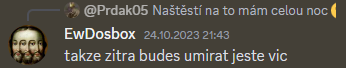 @Prdak05 Naštěstí na to mám celou noc
EwDosbox 24.10.2023 21:43
takze zitra budes umirat jeste vic